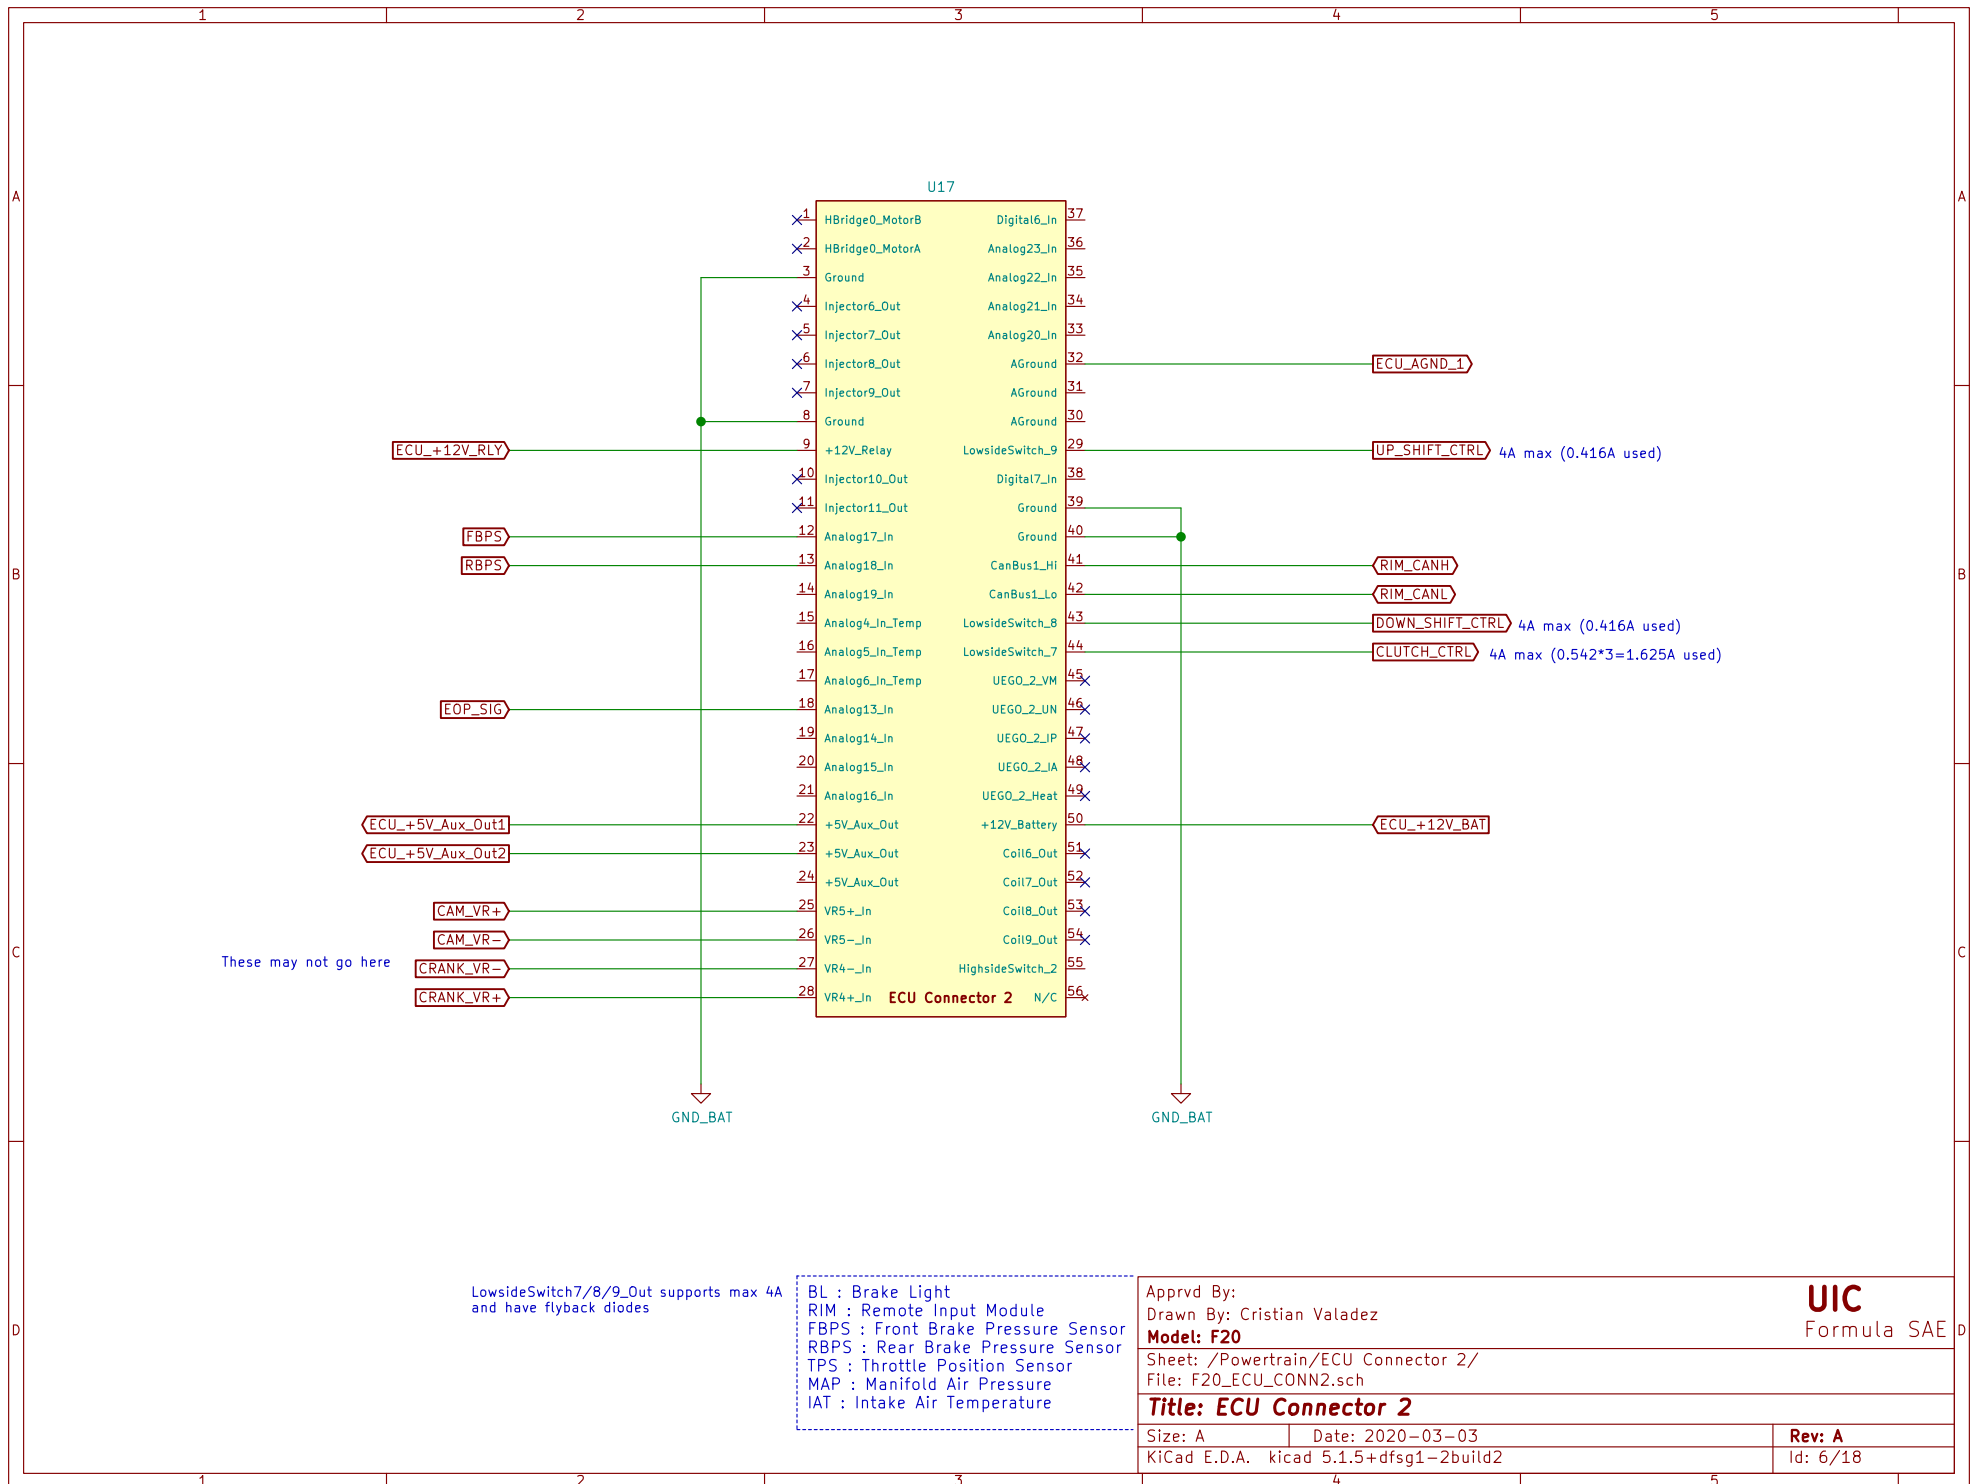 1 2 3 4 5
A A
B B
C C
D D
U17
1 HBridge0_MotorB
2 HBridge0_MotorA
3 Ground
4 Injector6_Out
5 Injector7_Out
6 Injector8_Out
7 Injector9_Out
8 Ground
ECU_+12V_RLY 9 +12V_Relay
10 Injector10_Out
11 Injector11_Out
FBPS 12 Analog17_In
RBPS 13 Analog18_In
14 Analog19_In
15 Analog4_In_Temp
16 Analog5_In_Temp
17 Analog6_In_Temp
EOP_SIG 18 Analog13_In
19 Analog14_In
20 Analog15_In
21 Analog16_In
ECU_+5V_Aux_Out1 22 +5V_Aux_Out
ECU_+5V_Aux_Out2 23 +5V_Aux_Out
24 +5V_Aux_Out
CAM_VR+ 25 VR5+_In
CAM_VR- 26 VR5-_In
These may not go here
CRANK_VR- 27 VR4-_In
CRANK_VR+ 28 VR4+_In
ECU Connector 2
Digital6_In 37
Analog23_In 36
Analog22_In 35
Analog21_In 34
Analog20_In 33
AGround 32 ECU_AGND_1
AGround 31
AGround 30
LowsideSwitch_9 29 UP_SHIFT_CTRL 4A max (0.416A used)
Digital7_In 38
Ground 39
Ground 40
CanBus1_Hi 41 RIM_CANH
CanBus1_Lo 42 RIM_CANL
LowsideSwitch_8 43 DOWN_SHIFT_CTRL 4A max (0.416A used)
LowsideSwitch_7 44 CLUTCH_CTRL 4A max (0.542*3=1.625A used)
UEGO_2_VM 45
UEGO_2_UN 46
UEGO_2_IP 47
UEGO_2_IA 48
UEGO_2_Heat 49
+12V_Battery 50 ECU_+12V_BAT
Coil6_Out 51
Coil7_Out 52
Coil8_Out 53
Coil9_Out 54
HighsideSwitch_2 55
N/C 56
GND_BAT GND_BAT
LowsideSwitch7/8/9_Out supports max 4A
and have flyback diodes
BL : Brake Light
RIM : Remote Input Module
FBPS : Front Brake Pressure Sensor
RBPS : Rear Brake Pressure Sensor
TPS : Throttle Position Sensor
MAP : Manifold Air Pressure
IAT : Intake Air Temperature
Apprvd By:
Drawn By: Cristian Valadez
Model: F20
UIC
Formula SAE
Sheet: /Powertrain/ECU Connector 2/
File: F20_ECU_CONN2.sch
Title: ECU Connector 2
Size: A Date: 2020-03-03 Rev: A
KiCad E.D.A. kicad 5.1.5+dfsg1-2build2 Id: 6/18
1 2 3 4 5